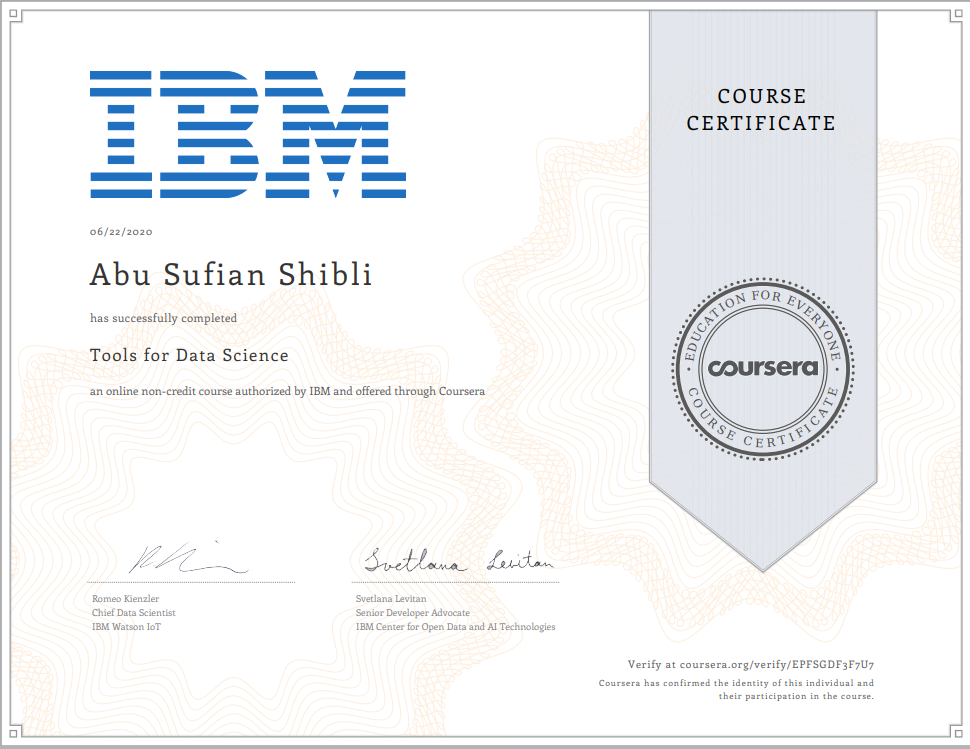 IBM
COURSE
CERTIFICATE
06/22/2020
Abu Sufian Shibli
has successfully completed
Tools for Data Science
an online non-credit course authorized by IBM and offered through Coursera
EDUCATION FOR EVERYONE
coursera
COURSE CERTIFICATE
Svetlana Levitan
Romeo Kienzler
Chief Data Scientist
IBM Watson IoT
Svetlana Levitan
Senior Developer Advocate
IBM Center for Open Data and AI Technologies
Verify at coursera.org/verify/EPFSGDF3F7U7
Coursera has confirmed the identity of this individual and
their participation in the course.